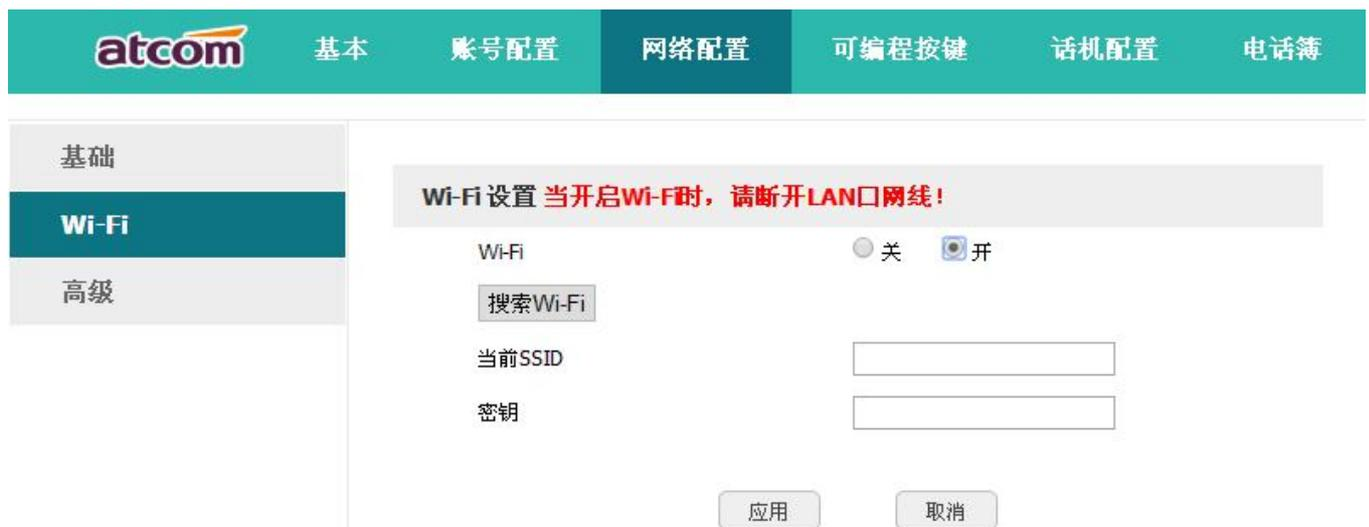 atcom 基本 账号配置 网络配置 可编程按键 话机配置 电话簿
基础
Wi-Fi 设置 当开启Wi-Fi时，请断开LAN口网线！
Wi-Fi
Wi-Fi 关 开
高级
搜索Wi-Fi
当前SSID
密钥
应用 取消